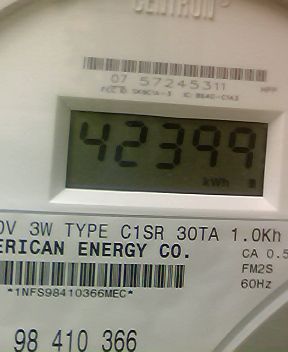 CENTRON
07 57245311
42399
kWh
0V 3W TYPE C1SR 30TA 1.0Kh
ERICAN ENERGY CO.
CA 0.5
FM2S
*1NFS98410366MEC*
60Hz
98 410 366